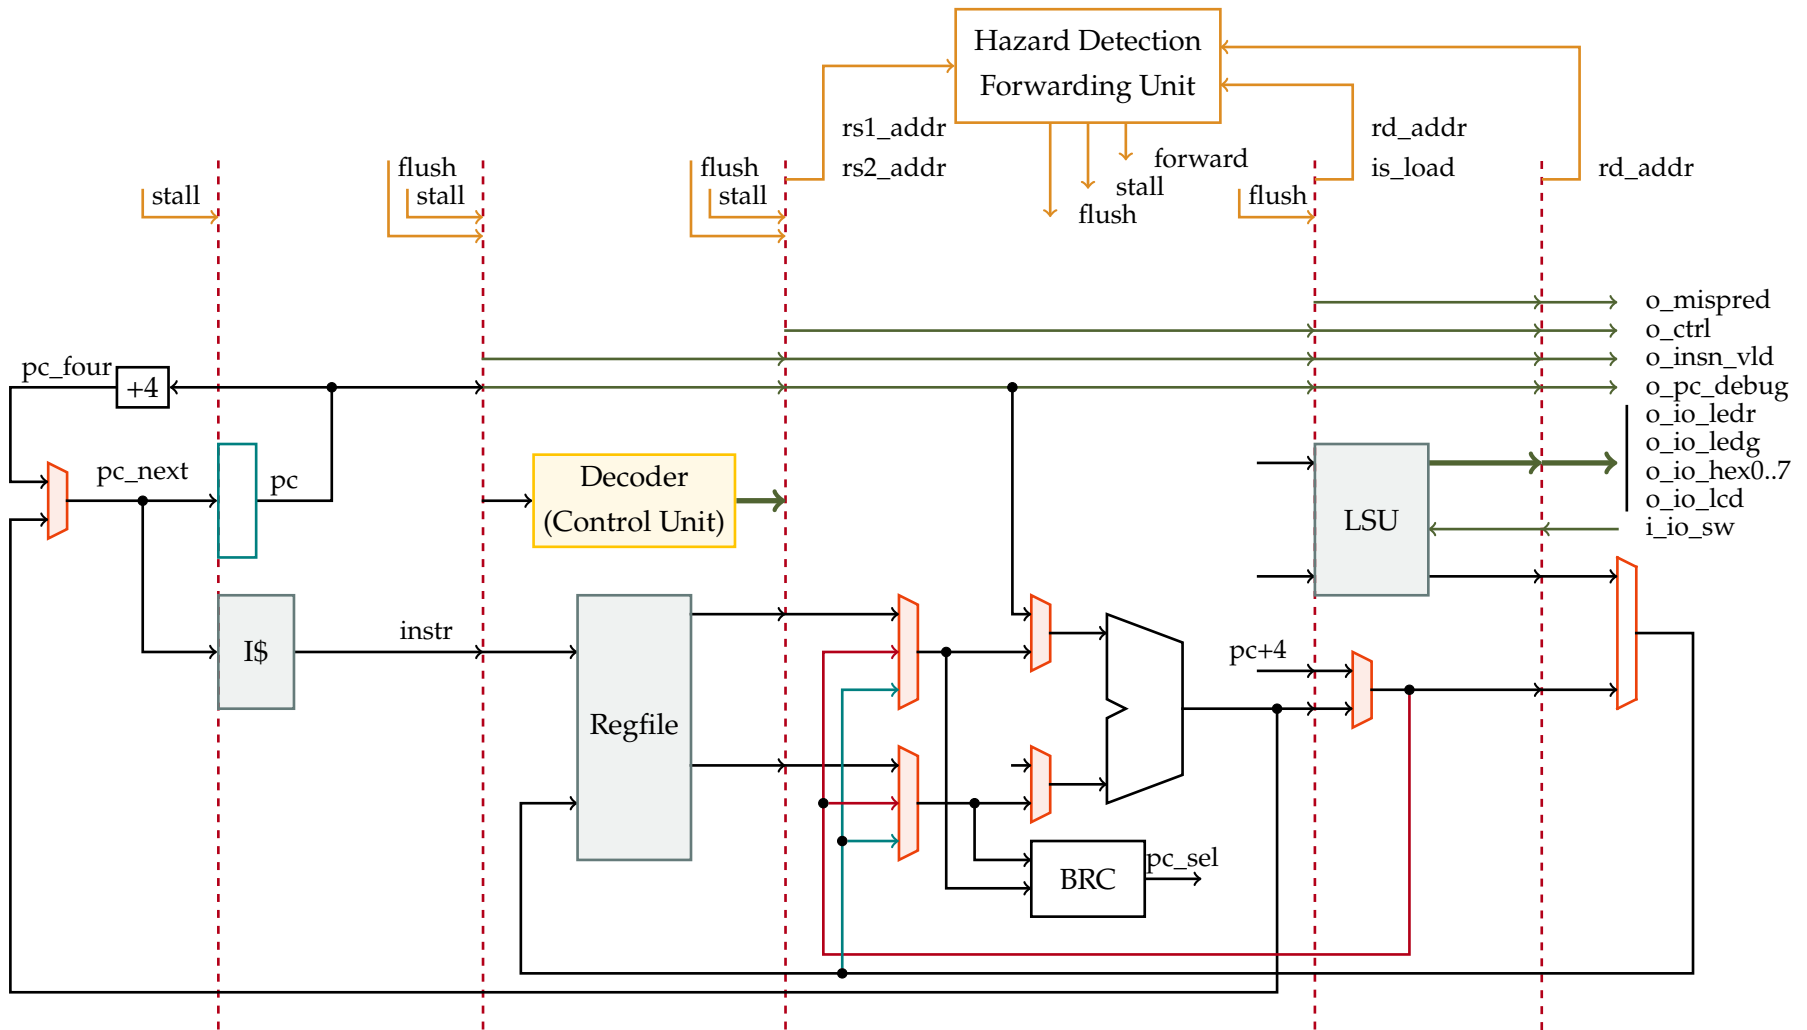 Hazard Detection
Forwarding Unit
rs1_addr
rs2_addr
rd_addr
is_load
rd_addr
forward
stall
flush
flush
stall
flush
stall
flush
stall
flush
o_mispred
o_ctrl
o_insn_vld
o_pc_debug
o_io_ledr
o_io_ledg
o_io_hex0..7
o_io_lcd
i_io_sw
pc_four
+4
pc_next
pc
Decoder
(Control Unit)
LSU
I$
instr
Regfile
pc+4
BRC
pc_sel